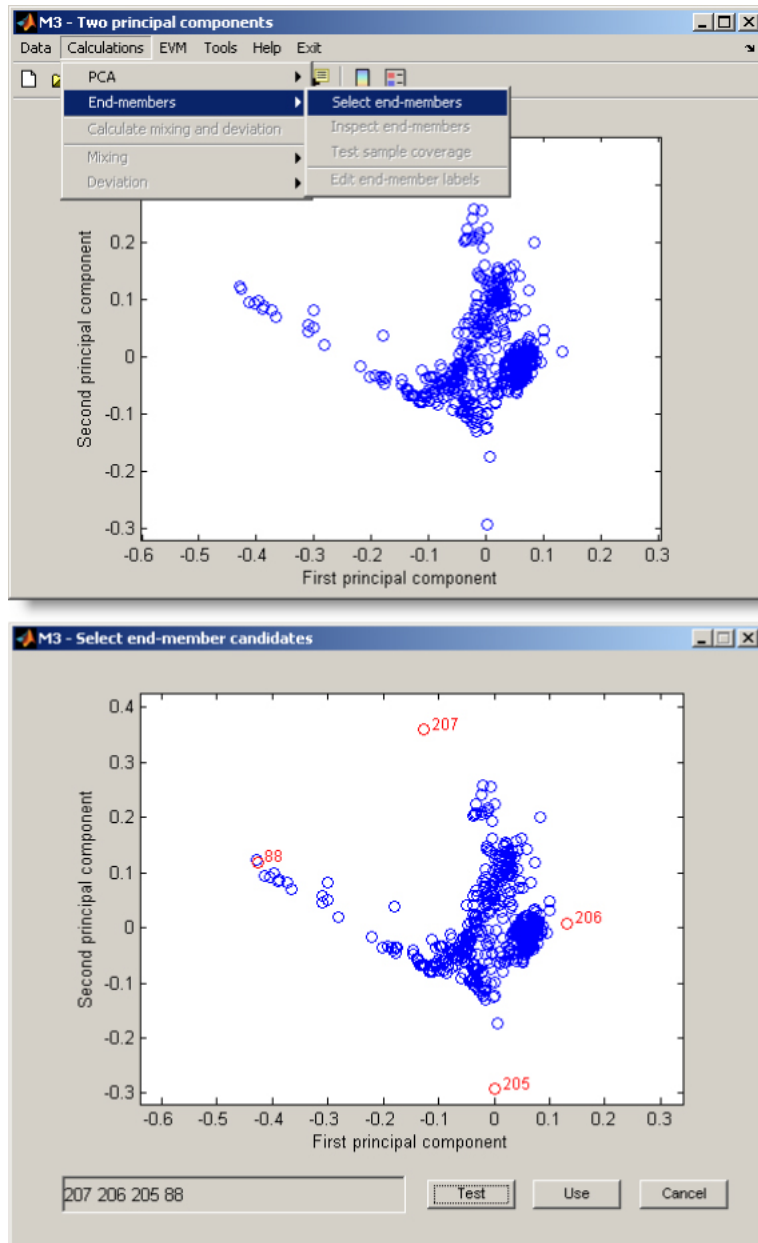 M3 - Two principal components
Data Calculations EVM Tools Help Exit
PCA
End-members
Calculate mixing and deviation
Mixing
Deviation
Select end-members
Inspect end-members
Test sample coverage
Edit end-member labels
0.2
0.1
0
-0.1
-0.2
-0.3
Second principal component
-0.6 -0.5 -0.4 -0.3 -0.2 -0.1 0 0.1 0.2 0.3
First principal component
M3 - Select end-member candidates
0.4
0.3
0.2
0.1
0
-0.1
-0.2
-0.3
Second principal component
207
88
206
205
-0.6 -0.5 -0.4 -0.3 -0.2 -0.1 0 0.1 0.2 0.3
First principal component
207 206 205 88
Test Use Cancel